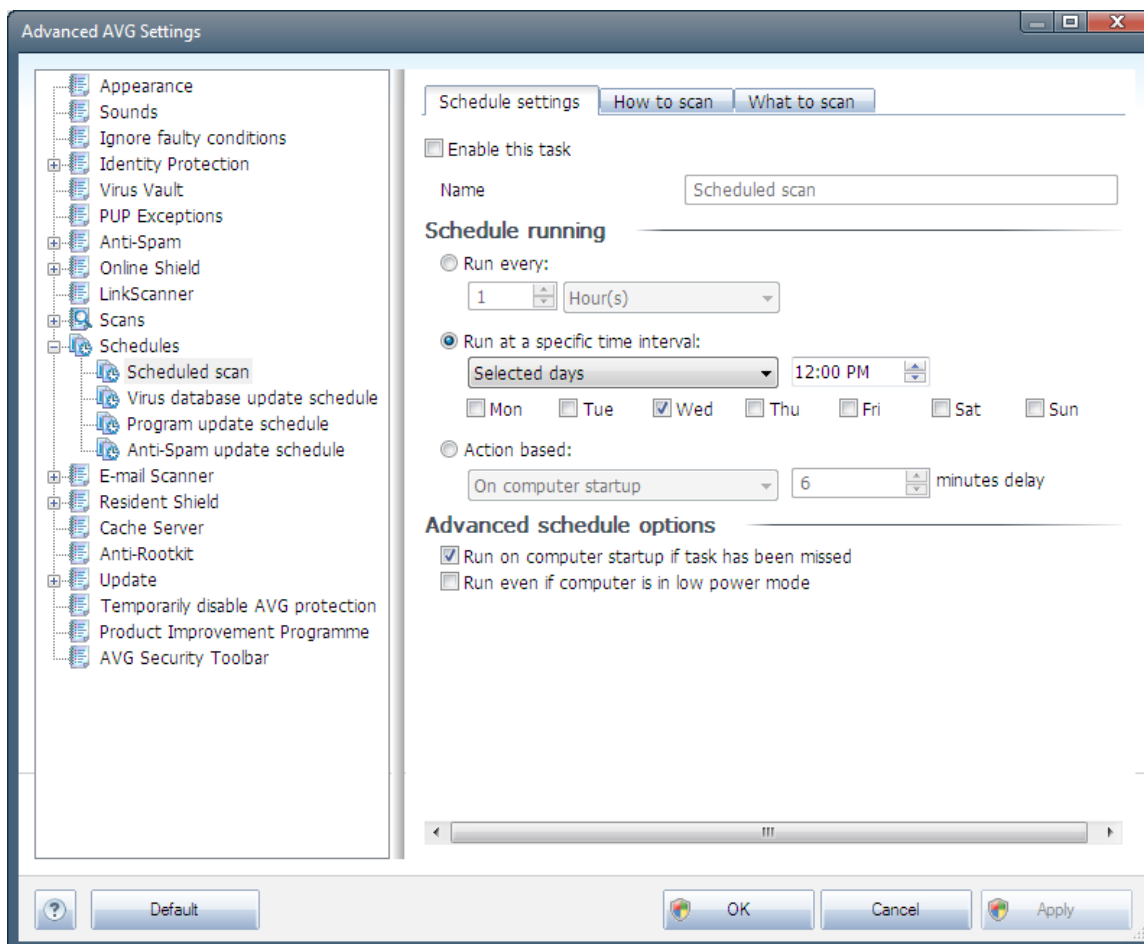 Advanced AVG Settings
Appearance
Sounds
Ignore faulty conditions
Identity Protection
Virus Vault
PUP Exceptions
Anti-Spam
Online Shield
LinkScanner
Scans
Schedules
Scheduled scan
Virus database update schedule
Program update schedule
Anti-Spam update schedule
E-mail Scanner
Resident Shield
Cache Server
Anti-Rootkit
Update
Temporarily disable AVG protection
Product Improvement Programme
AVG Security Toolbar
Schedule settings How to scan What to scan
Enable this task
Name Scheduled scan
Schedule running
Run every:
1 Hour(s)
Run at a specific time interval:
Selected days 12:00 PM
Mon Tue Wed Thu Fri Sat Sun
Action based:
On computer startup 6 minutes delay
Advanced schedule options
Run on computer startup if task has been missed
Run even if computer is in low power mode
? Default OK Cancel Apply